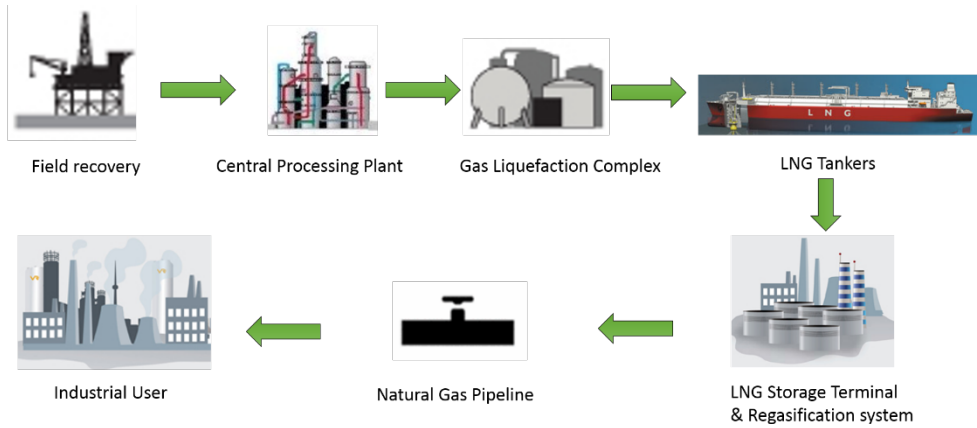 Field recovery
Central Processing Plant
Gas Liquefaction Complex
LNG
LNG Tankers
Industrial User
Natural Gas Pipeline
LNG Storage Terminal
& Regasification system